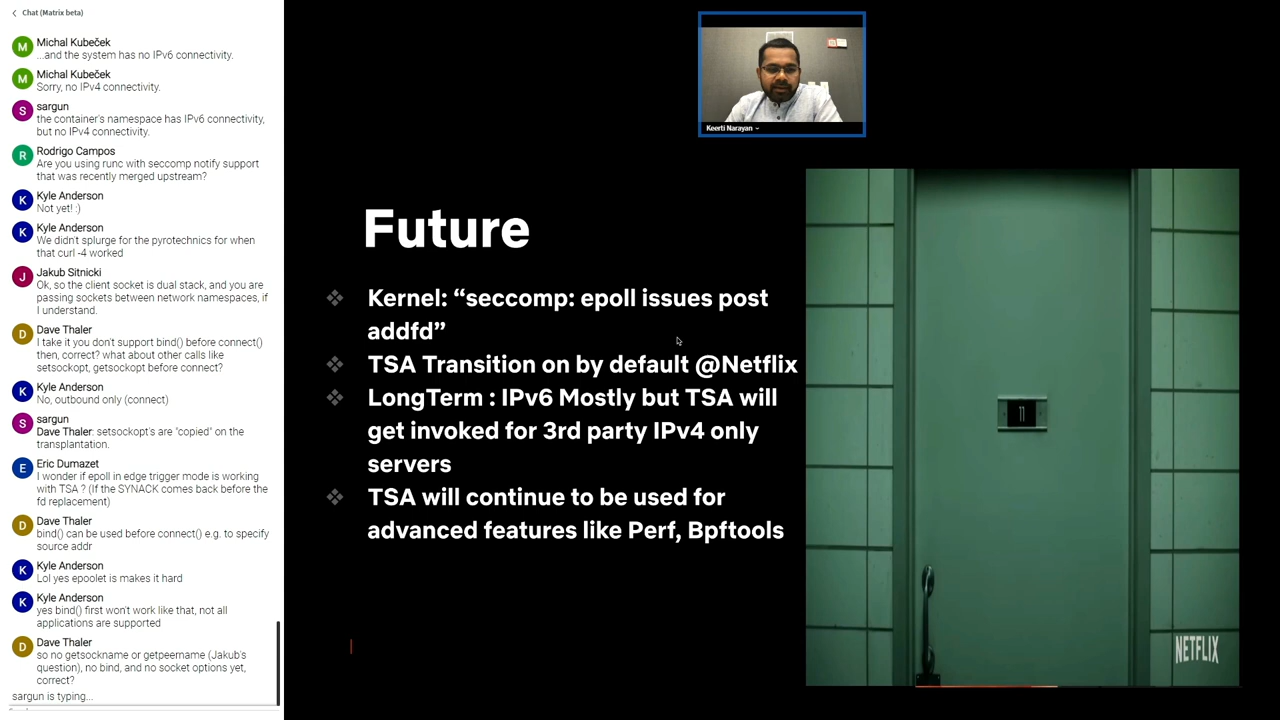 Chat (Matrix beta)
M
Michal Kubeček
...and the system has no IPv6 connectivity.
M
Michal Kubeček
Sorry, no IPv4 connectivity.
S
sargun
the container's namespace has IPv6 connectivity,
but no IPv4 connectivity.
R
Rodrigo Campos
Are you using runc with seccomp notify support
that was recently merged upstream?
K
Kyle Anderson
Not yet! :)
K
Kyle Anderson
We didn't splurge for the pyrotechnics for when
that curl -4 worked
J
Jakub Sitnicki
Ok, so the client socket is dual stack, and you are
passing sockets between network namespaces, if
I understand.
D
Dave Thaler
I take it you don't support bind() before connect()
then, correct? what about other calls like
setsockopt, getsockopt before connect?
K
Kyle Anderson
No, outbound only (connect)
S
sargun
Dave Thaler: setsockopt's are "copied" on the
transplantation.
E
Eric Dumazet
I wonder if epoll in edge trigger mode is working
with TSA ? (If the SYNACK comes back before the
fd replacement)
D
Dave Thaler
bind() can be used before connect() e.g. to specify
source addr
K
Kyle Anderson
Lol yes epoolet is makes it hard
K
Kyle Anderson
yes bind() first won't work like that, not all
applications are supported
D
Dave Thaler
so no getsockname or getpeername (Jakub's
question), no bind, and no socket options yet,
correct?
sargun is typing...
Keerti Narayan
Future
❖ Kernel: “seccomp: epoll issues post
addfd”
❖ TSA Transition on by default @Netflix
❖ LongTerm : IPv6 Mostly but TSA will
get invoked for 3rd party IPv4 only
servers
❖ TSA will continue to be used for
advanced features like Perf, Bpftools
11
NETFLIX